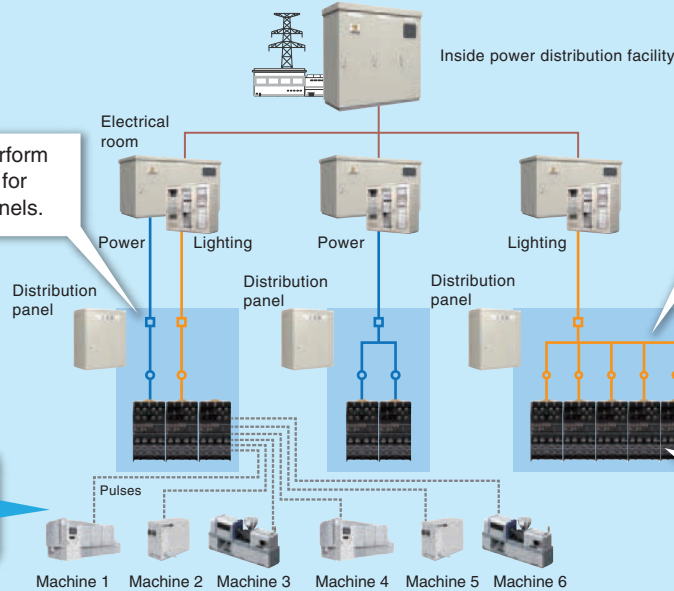 Inside power distribution facility
Electrical
room
rform
for
nels.
Power
Lighting
Power
Lighting
Distribution
panel
Distribution
panel
Distribution
panel
Pulses
Machine 1
Machine 2
Machine 3
Machine 4
Machine 5
Machine 6